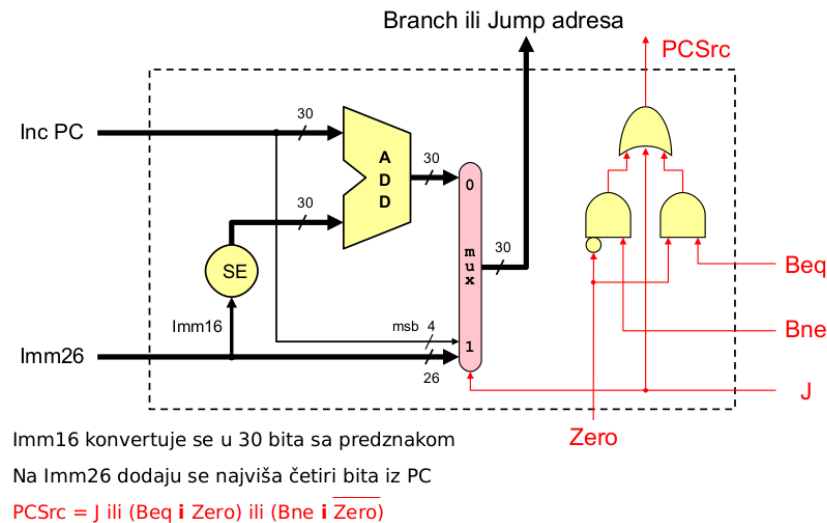 Branch ili Jump adresa
PCSrc
Inc PC
30
A
D
D
30
0
30
m
u
x
30
SE
Beq
Imm16
msb 4
1
Bne
Imm26
26
J
Zero
Imm16 konvertuje se u 30 bita sa predznakom
Na Imm26 dodaju se najviša četiri bita iz PC
PCSrc = J ili (Beq i Zero) ili (Bne i Zero)